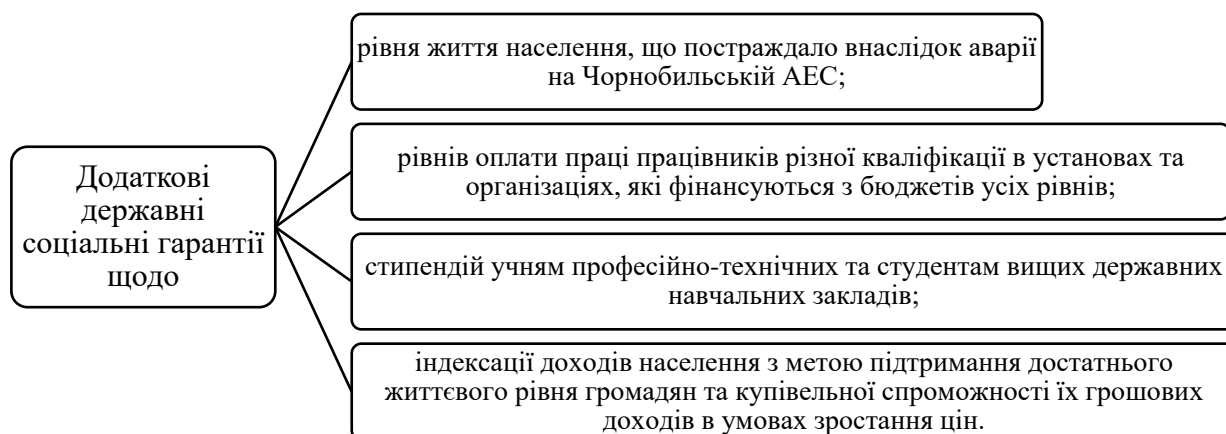 Додаткові
державні
соціальні гарантії
щодо
рівня життя населення, що постраждало внаслідок аварії
на Чорнобильській АЕС;
рівнів оплати праці працівників різної кваліфікації в установах та
організаціях, які фінансуються з бюджетів усіх рівнів;
стипендій учням професійно-технічних та студентам вищих державних
навчальних закладів;
індексації доходів населення з метою підтримання достатнього
життєвого рівня громадян та купівельної спроможності їх грошових
доходів в умовах зростання цін.